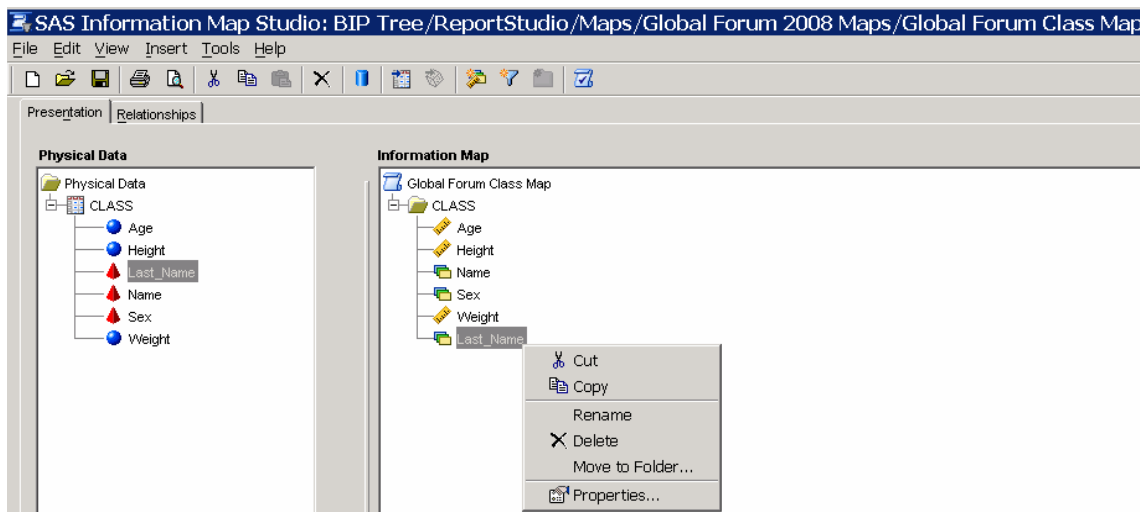 SAS Information Map Studio: BIP Tree/ReportStudio/Maps/Global Forum 2008 Maps/Global Forum Class Map
File Edit View Insert Tools Help
Presentation Relationships
Physical Data
Physical Data
CLASS
Age
Height
Last_Name
Name
Sex
Weight
Information Map
Global Forum Class Map
CLASS
Age
Height
Name
Sex
Weight
Last_Name
Cut
Copy
Rename
Delete
Move to Folder...
Properties...